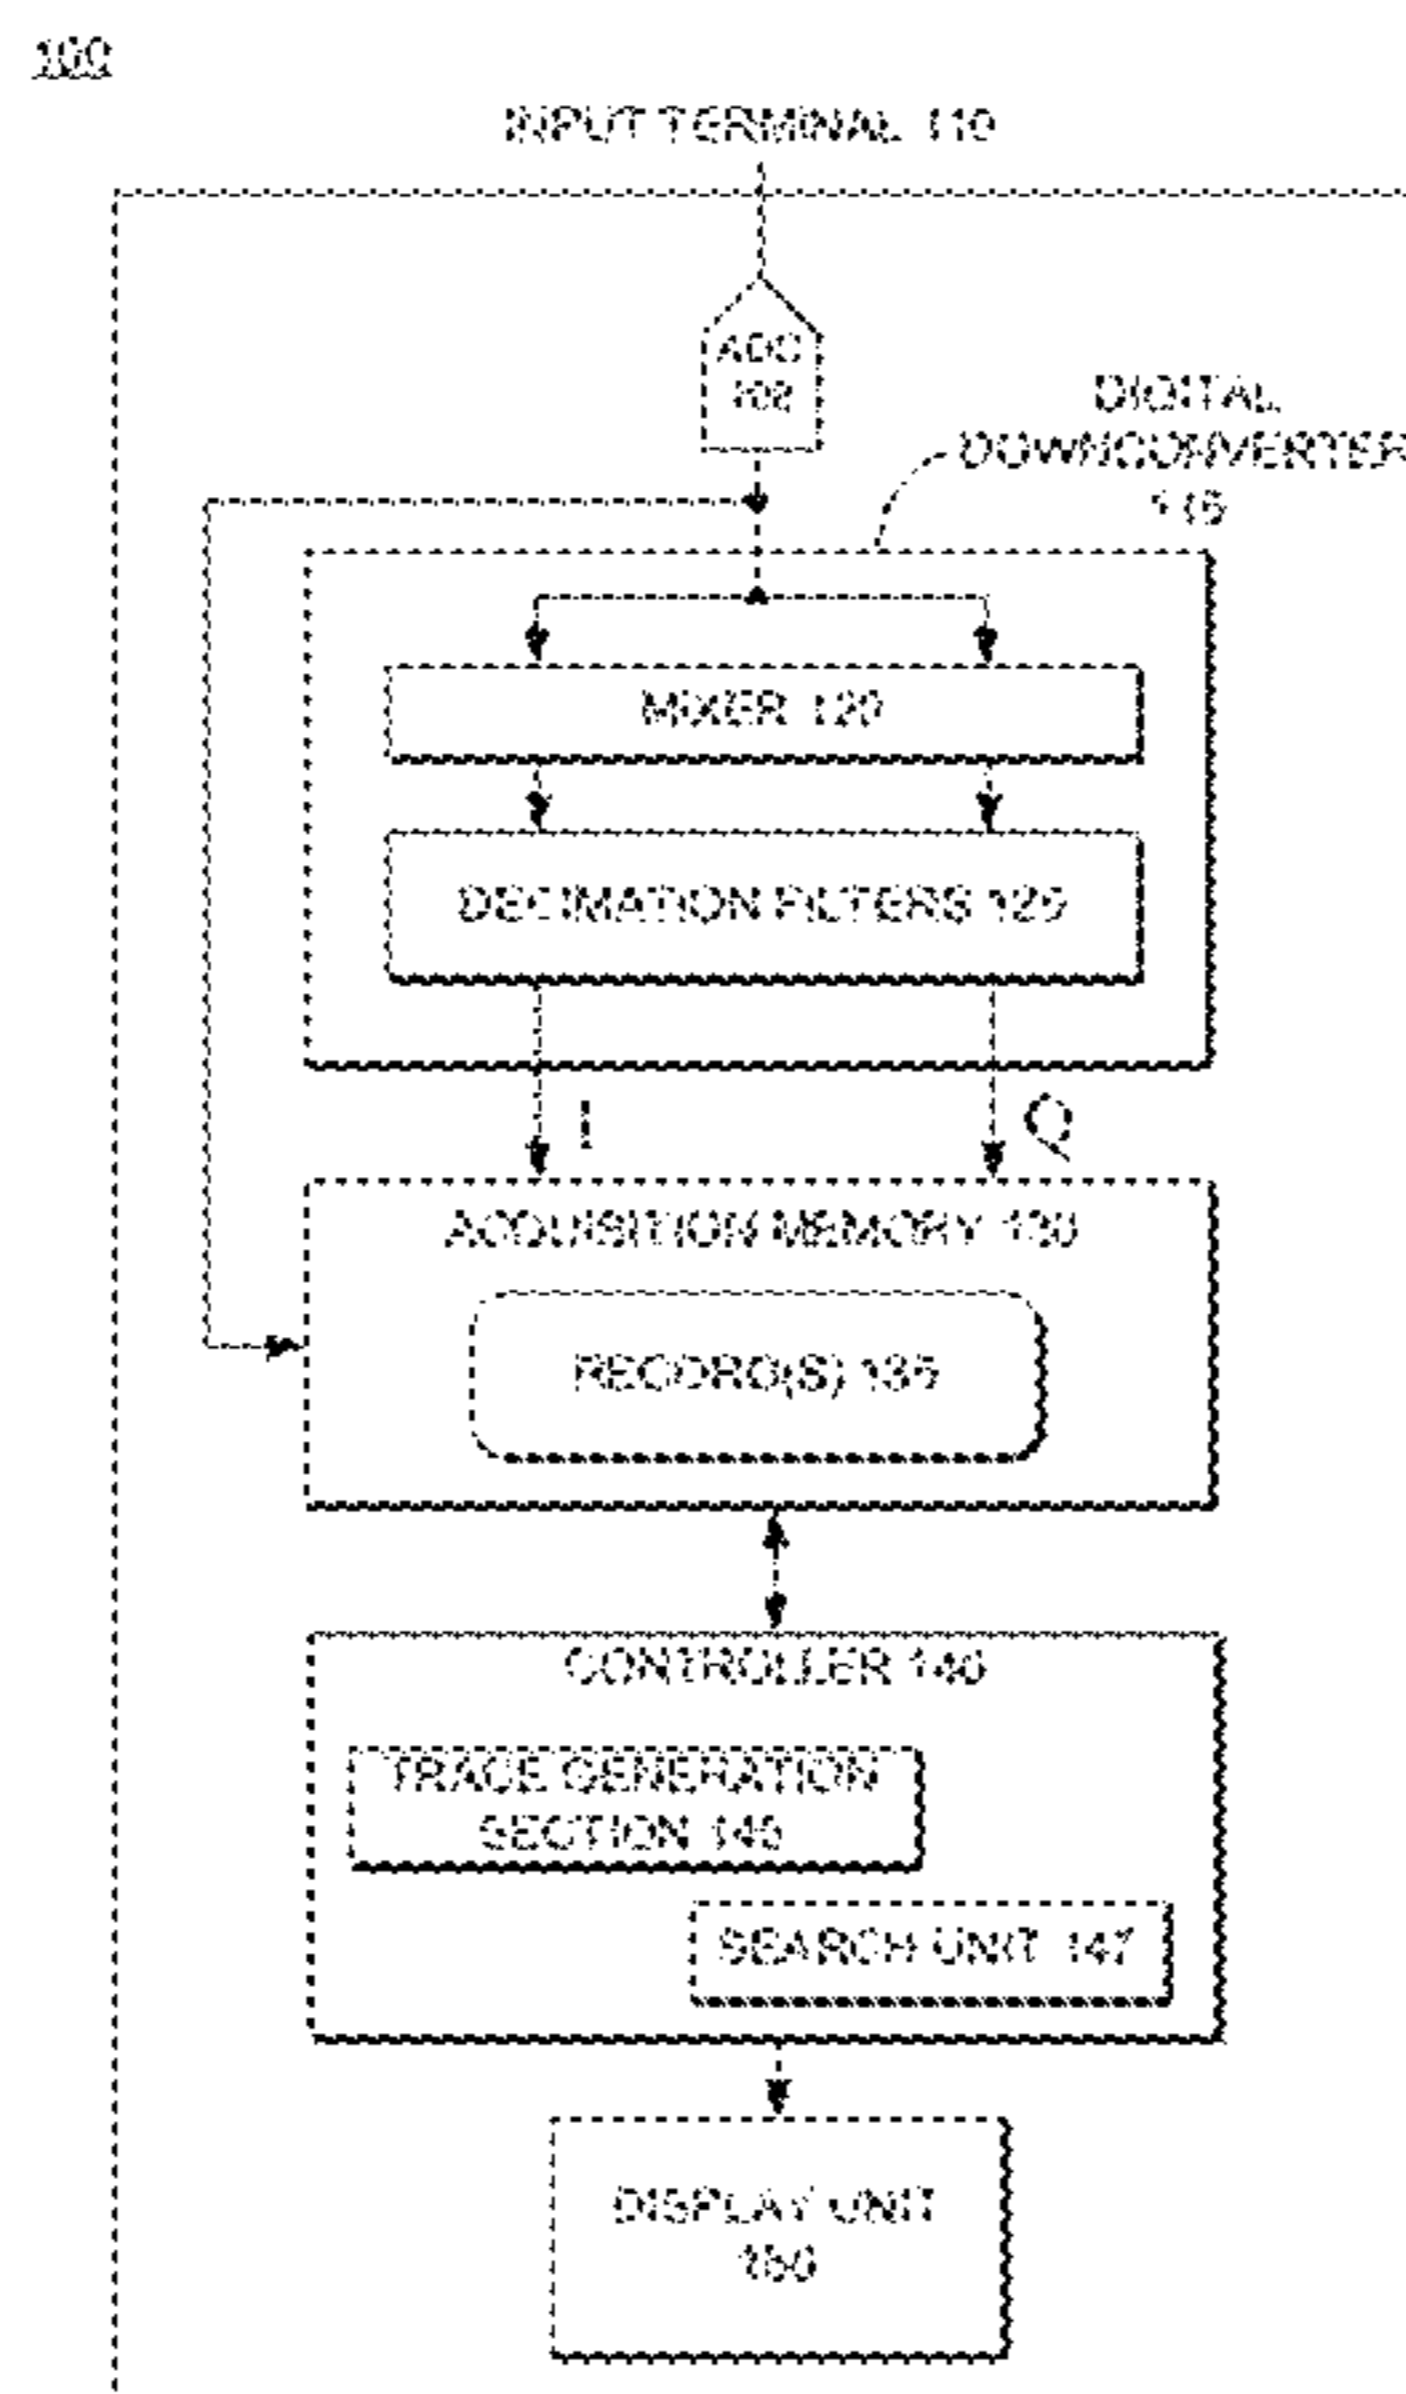 100
INPUT TERMINAL 110
ADC
102
DIGITAL
DOWNCONVERTER
115
MIXER 120
DECIMATION FILTERS 125
I
Q
ACQUISITION MEMORY 130
RECORD(S) 135
CONTROLLER 140
TRACE GENERATION
SECTION 145
SEARCH UNIT 147
DISPLAY UNIT
150